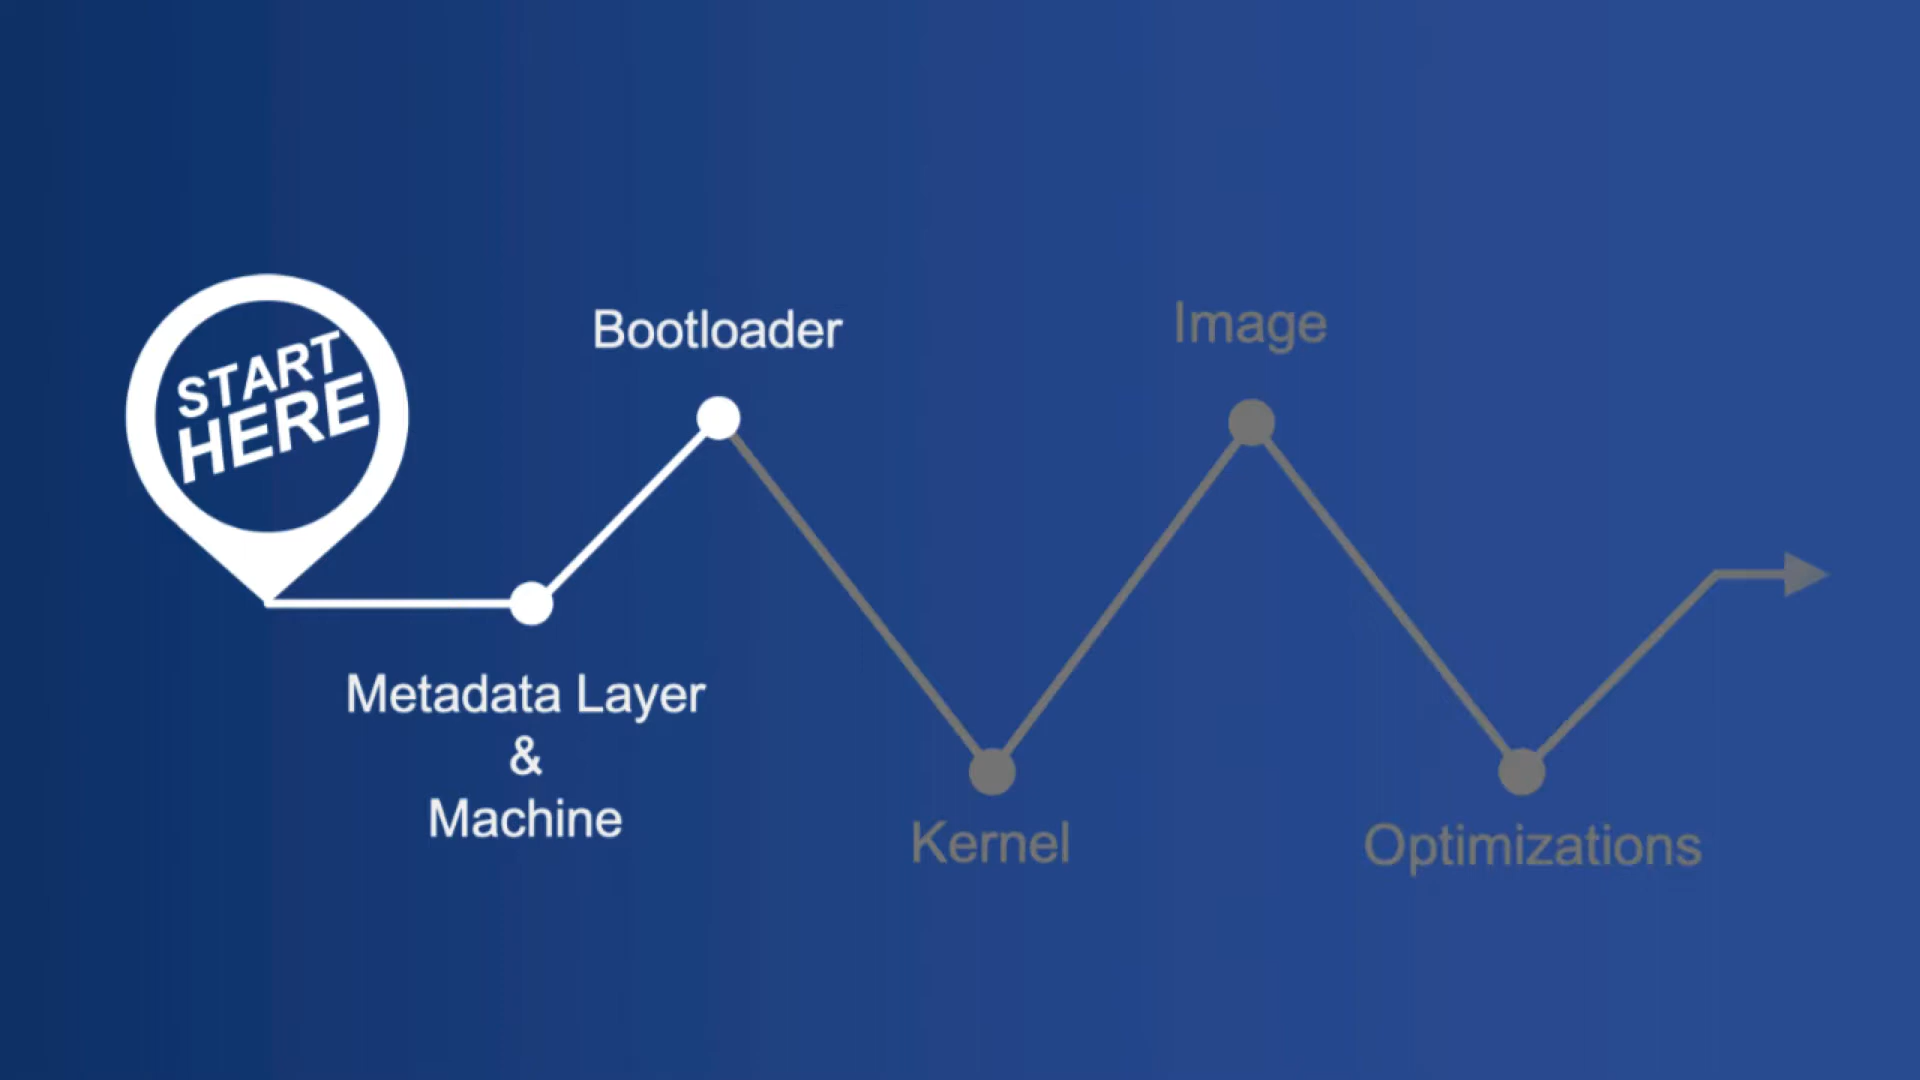 START
HERE
Bootloader
Image
Metadata Layer
&
Machine
Kernel
Optimizations